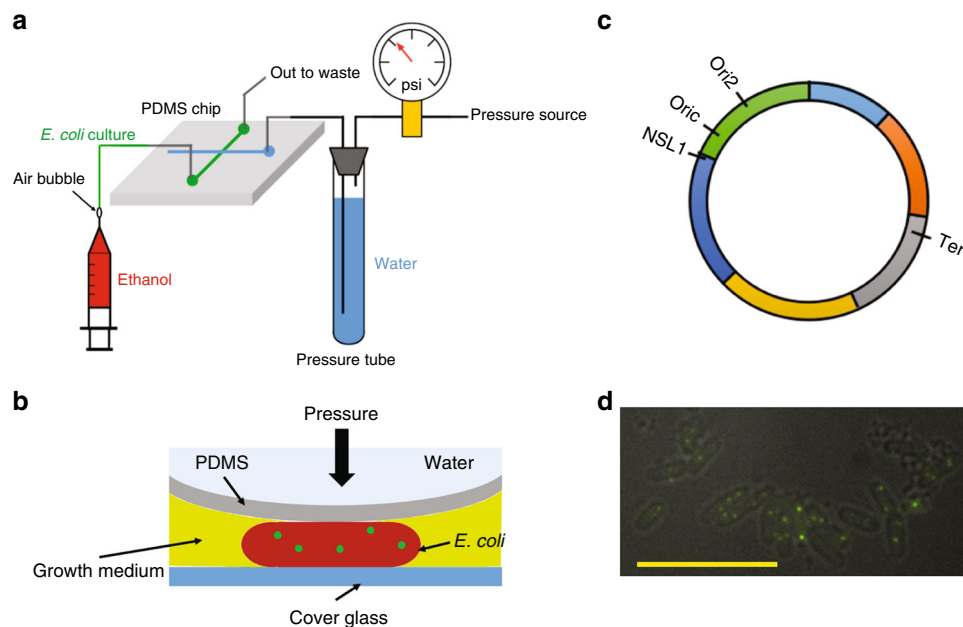 a
Out to waste
psi
PDMS chip
Pressure source
E. coli culture
Air bubble
Ethanol
Water
Pressure tube
b
Pressure
PDMS
Water
E. coli
Growth medium
Cover glass
c
Ori2
Oric
NSL1
Ter
d